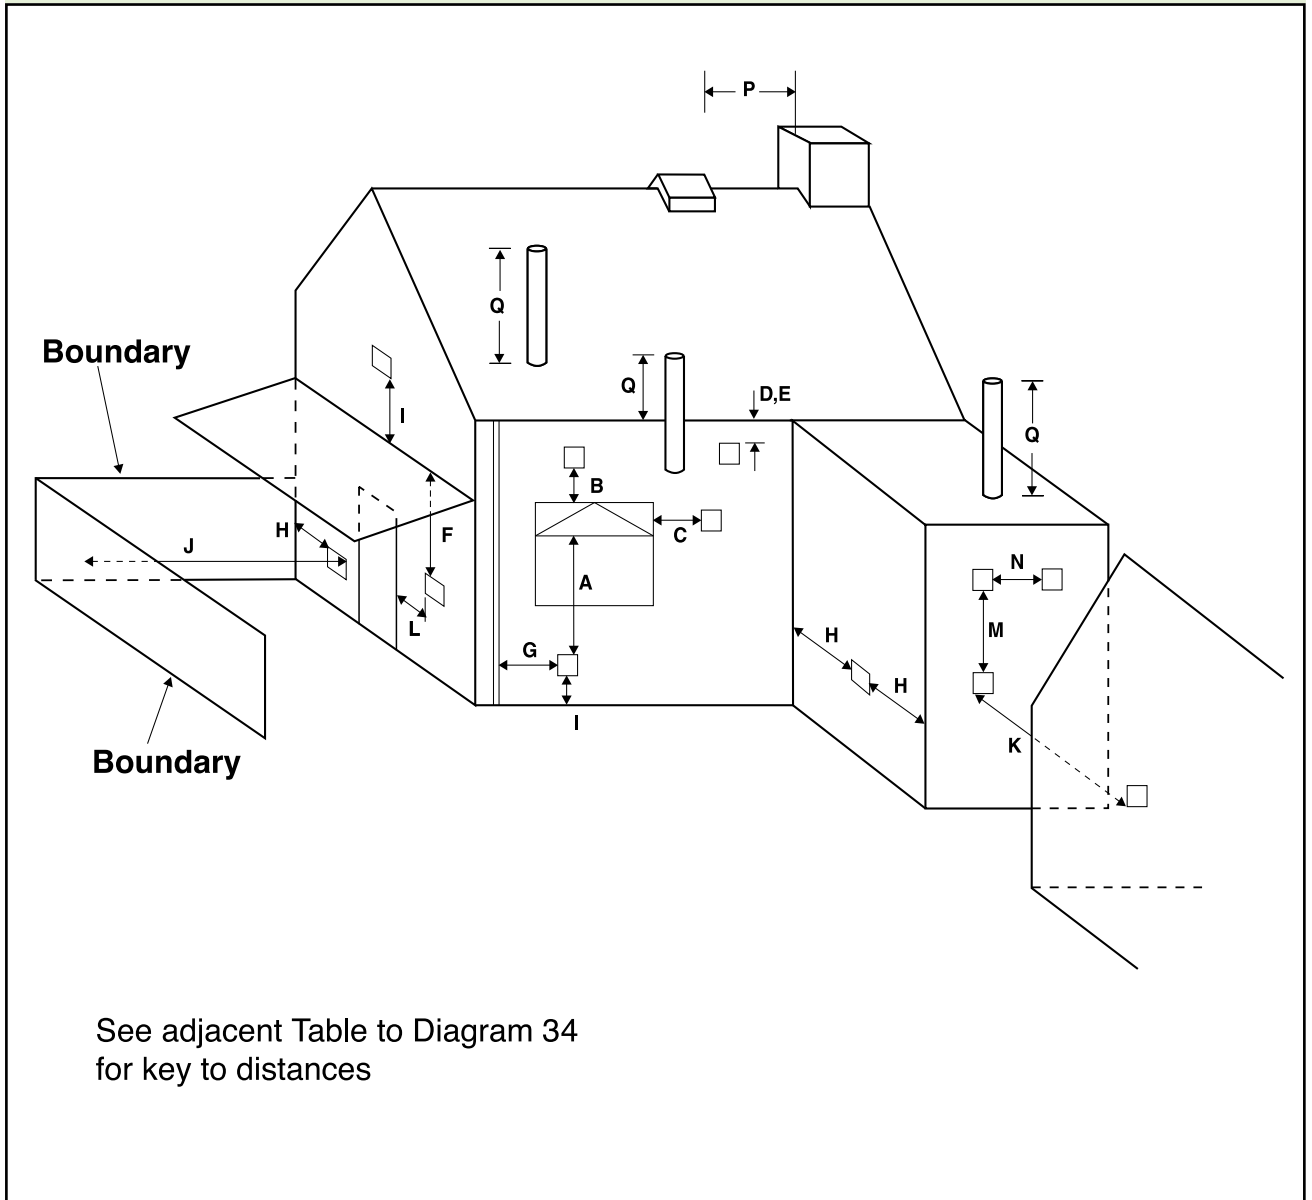 P
Q
Boundary
Q
D,E
I
Q
B
H
F
C
J
N
A
L
M
G
H
H
I
K
Boundary
See adjacent Table to Diagram 34
for key to distances